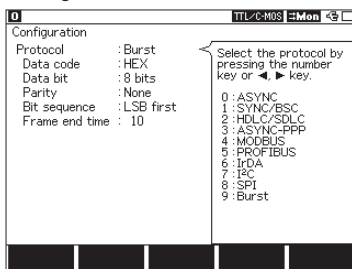 0 TTL/C-MOS ⇉Mon
Configuration
Protocol :Burst
Data code :HEX
Data bit :8 bits
Parity :None
Bit sequence :LSB first
Frame end time : 10
Select the protocol by
pressing the number
key or ◄, ► key.
0 :ASYNC
1 :SYNC/BSC
2 :HDLC/SDLC
3 :ASYNC-PPP
4 :MODBUS
5 :PROFIBUS
6 :IrDA
7 :I²C
8 :SPI
9 :Burst